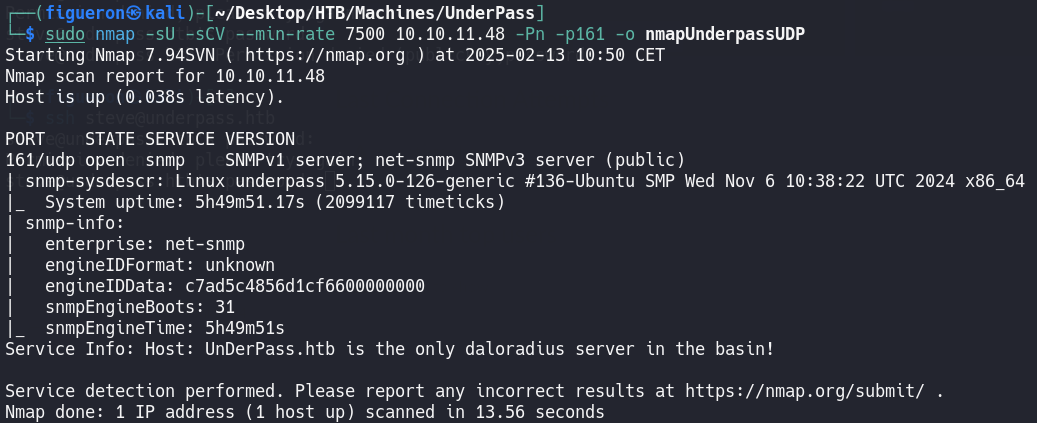 ┌──(figueron㉿kali)-[~/Desktop/HTB/Machines/UnderPass]
└─$ sudo nmap -sU -sCV --min-rate 7500 10.10.11.48 -Pn -p161 -o nmapUnderpassUDP
Starting Nmap 7.94SVN ( https://nmap.org ) at 2025-02-13 10:50 CET
Nmap scan report for 10.10.11.48
Host is up (0.038s latency).
ssh steve@underpass.htb
PORT    STATE SERVICE VERSION
161/udp open  snmp    SNMPv1 server; net-snmp SNMPv3 server (public)
| snmp-sysdescr: Linux underpass 5.15.0-126-generic #136-Ubuntu SMP Wed Nov 6 10:38:22 UTC 2024 x86_64
|_  System uptime: 5h49m51.17s (2099117 timeticks)
| snmp-info:
|   enterprise: net-snmp
|   engineIDFormat: unknown
|   engineIDData: c7ad5c4856d1cf6600000000
|   snmpEngineBoots: 31
|_  snmpEngineTime: 5h49m51s
Service Info: Host: UnDerPass.htb is the only daloradius server in the basin!
Service detection performed. Please report any incorrect results at https://nmap.org/submit/ .
Nmap done: 1 IP address (1 host up) scanned in 13.56 seconds